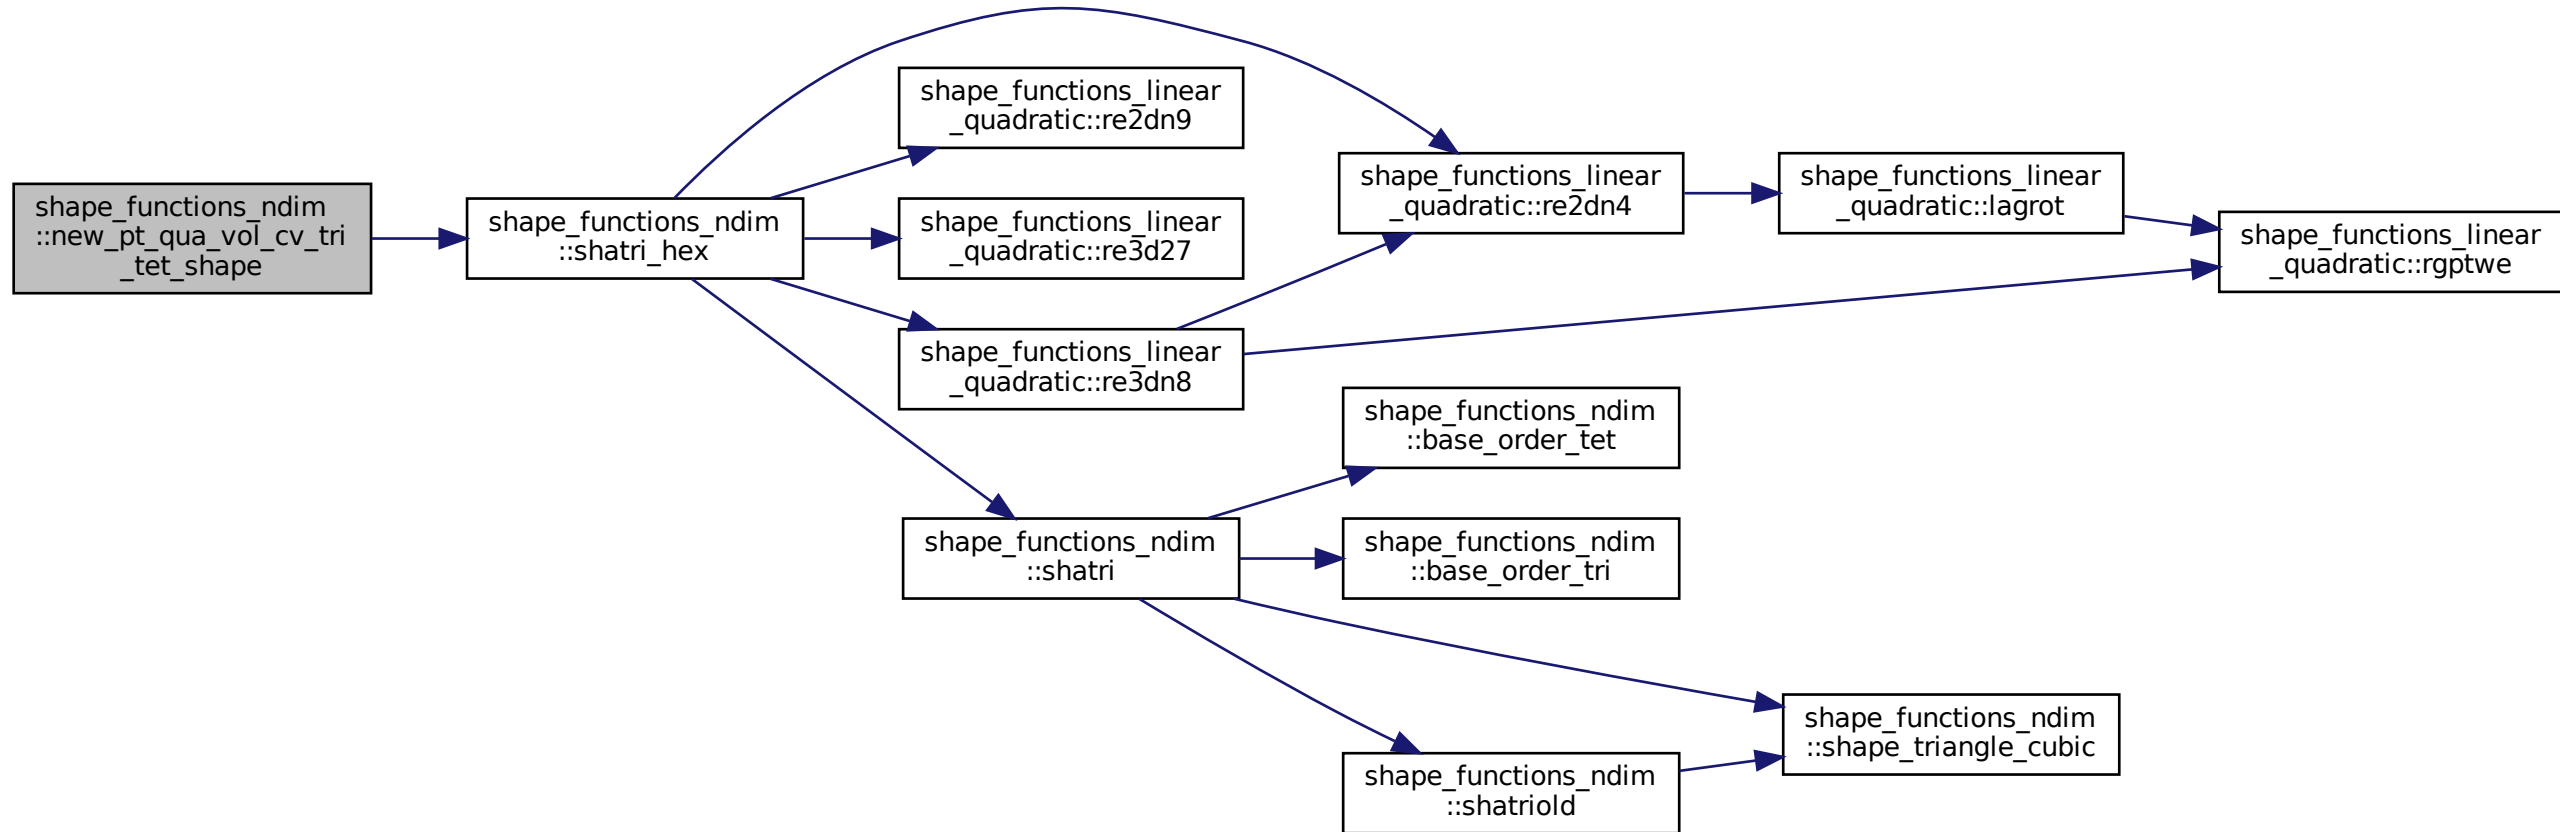 shape_functions_ndim
::new_pt_qua_vol_cv_tri
_tet_shape
shape_functions_ndim
::shatri_hex
shape_functions_linear
_quadratic::re2dn9
shape_functions_linear
_quadratic::re3d27
shape_functions_linear
_quadratic::re3dn8
shape_functions_ndim
::shatri
shape_functions_linear
_quadratic::re2dn4
shape_functions_ndim
::base_order_tet
shape_functions_ndim
::base_order_tri
shape_functions_ndim
::shatriold
shape_functions_linear
_quadratic::lagrot
shape_functions_ndim
::shape_triangle_cubic
shape_functions_linear
_quadratic::rgptwe